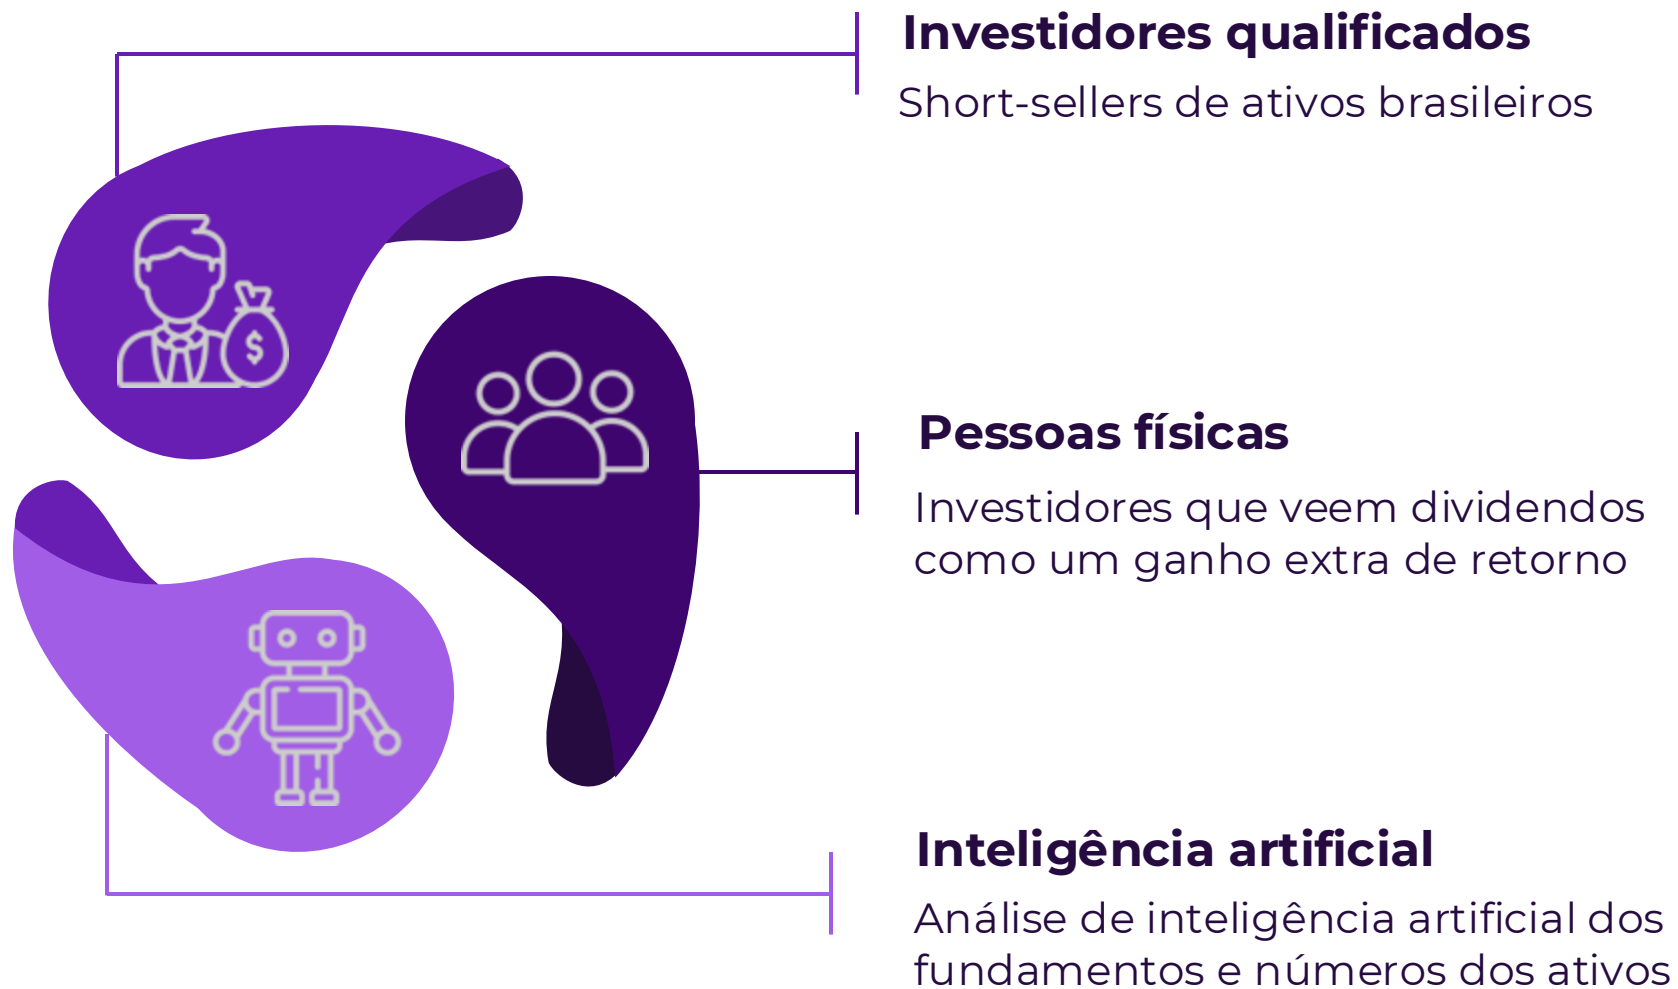 Investidores qualificados
Short-sellers de ativos brasileiros
$
Pessoas físicas
Investidores que veem dividendos
como um ganho extra de retorno
Inteligência artificial
Análise de inteligência artificial dos
fundamentos e números dos ativos